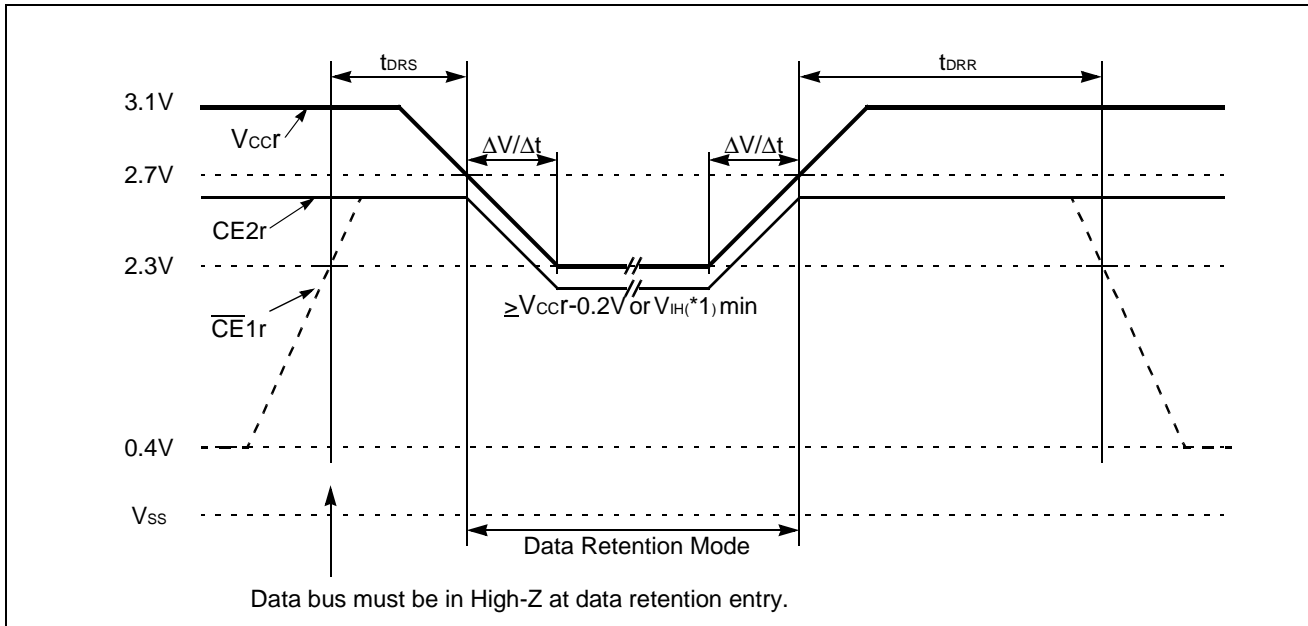 tDRS
tDRR
3.1V
VCCr
ΔV/Δt
ΔV/Δt
2.7V
CE2r
2.3V
≥VCCr-0.2V or VIH(*1) min
C̅E̅1r
0.4V
VSS
Data Retention Mode
Data bus must be in High-Z at data retention entry.